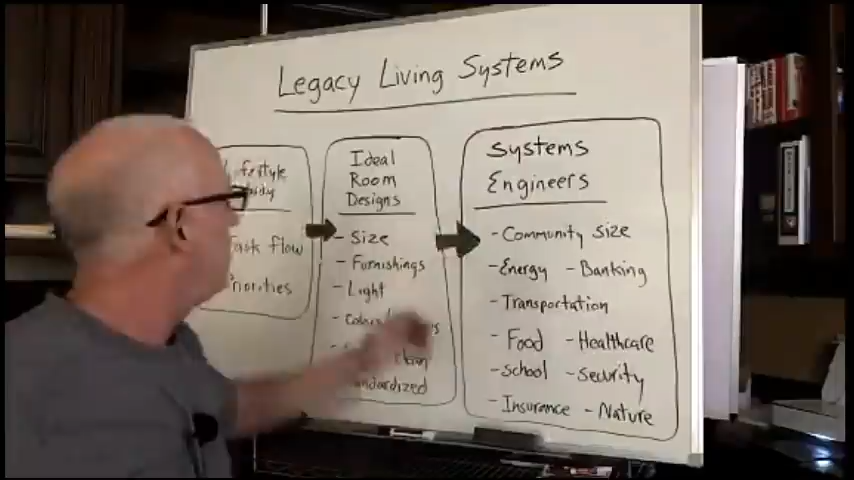 Legacy Living Systems
Lifestyle
Task flow
Priorities
Ideal
Room
Designs
- Size
- Furnishings
- Light
-
-
Systems
Engineers
- Community size
- Energy - Banking
- Transportation
- Food - Healthcare
- School - Security
- Insurance - Nature